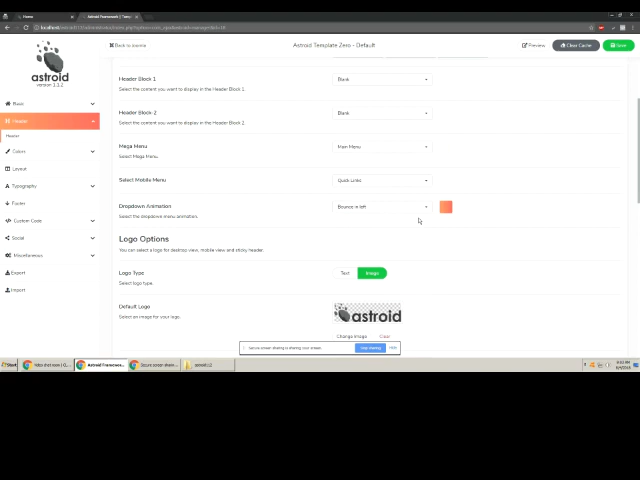 Home
Astroid Framework | Temp
Back to Joomla
Astroid Template Zero - Default
Preview
Clear Cache
Save
astroid
version 1.1.2
Basic
Header
Header
Colors
Layout
Typography
Footer
Custom Code
Social
Miscellaneous
Export
Import
Header Block 1
Select the content you want to display in the Header Block 1.
Blank
Header Block-2
Select the content you want to display in the Header Block 2.
Blank
Mega Menu
Select Mega Menu.
Main Menu
Select Mobile Menu
Quick Links
Dropdown Animation
Select the dropdown menu animation.
Bounce in left
Logo Options
You can select a logo for desktop view, mobile view and sticky header.
Logo Type
Select logo type.
Text
Image
Default Logo
Select an image for your logo.
astroid
Change Image
Clear
Stop sharing
Hide
Start
Astroid Framework...